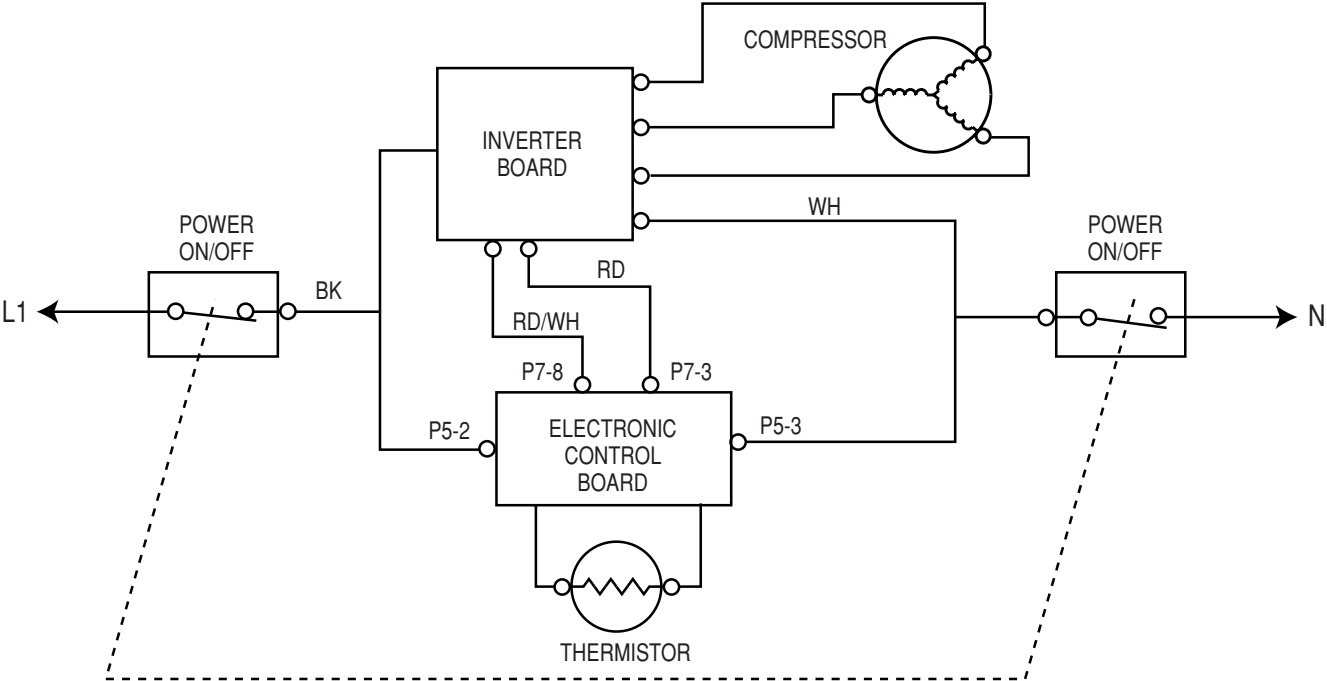 COMPRESSOR
INVERTER
BOARD
WH
POWER
ON/OFF
POWER
ON/OFF
L1
BK
RD
N
RD/WH
P7-8
P7-3
P5-2
ELECTRONIC
CONTROL
BOARD
P5-3
THERMISTOR